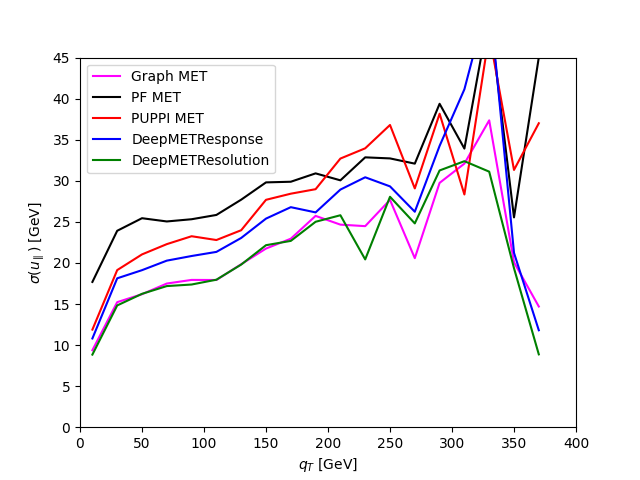 45
40
35
30
25
20
15
10
5
0
σ(u∥) [GeV]
Graph MET
PF MET
PUPPI MET
DeepMETResponse
DeepMETResolution
0 50 100 150 200 250 300 350 400
qT [GeV]